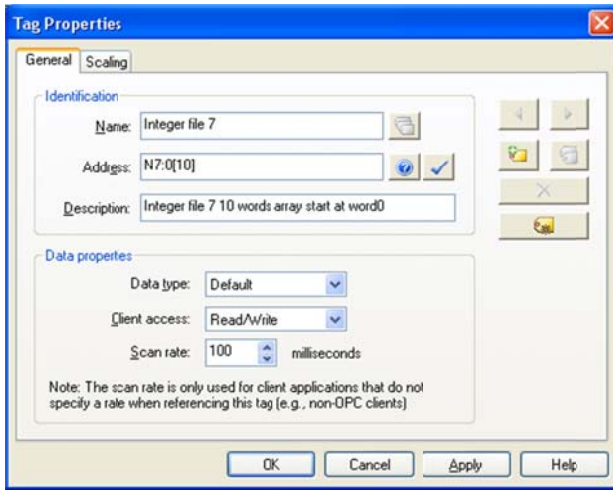 Tag Properties
General Scaling
Identification
Name: Integer file 7
Address: N7:0[10]
Description: Integer file 7 10 words array start at word0
Data propertes
Data type: Default
Client access: Read/Write
Scan rate: 100 milliseconds
Note: The scan rate is only used for client applications that do not
specify a rate when referencing this tag (e.g., non-OPC clients)
OK Cancel Apply Help